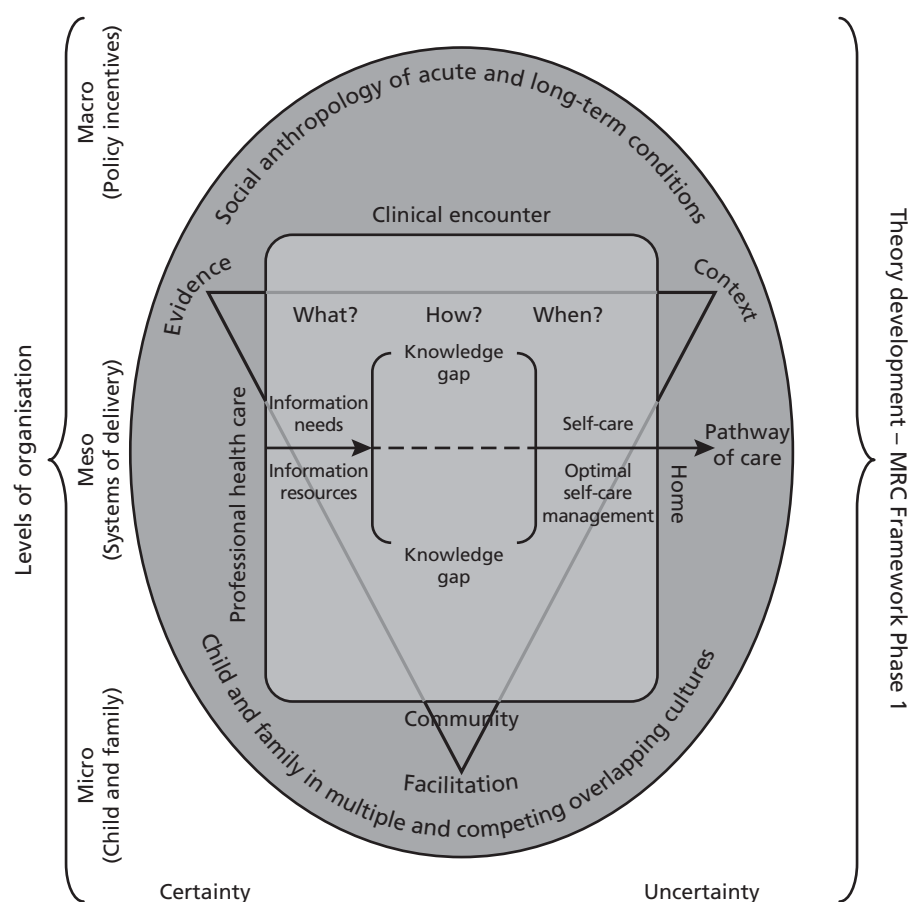 Levels of organisation
Macro
(Policy incentives)
Meso
(Systems of delivery)
Micro
(Child and family)
Social anthropology of acute and long-term conditions
Clinical encounter
Evidence
Context
What? How? When?
Knowledge
gap
Professional health care
Information
needs
Information
resources
Self-care
Optimal
self-care
management
Home
Pathway
of care
Knowledge
gap
Community
Facilitation
Child and family in multiple and competing overlapping cultures
Certainty
Uncertainty
Theory development – MRC Framework Phase 1